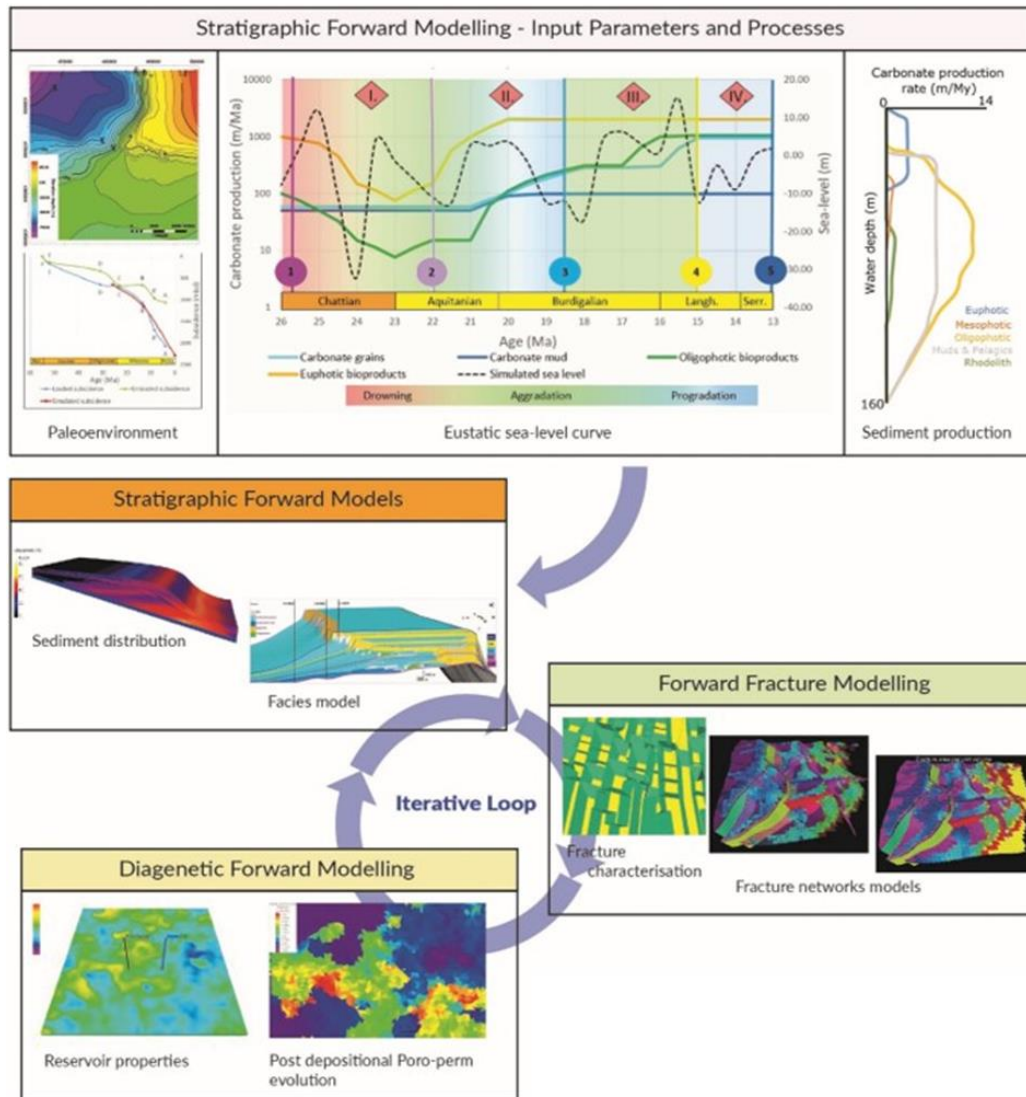 Stratigraphic Forward Modelling - Input Parameters and Processes
Age (Ma)
Loaded subsidence
Simulated subsidence
Paleoenvironment
Carbonate production (m/Ma)
10000
1000
100
10
1
I.
II.
III.
IV.
1
2
3
4
5
Chattian
Aquitanian
Burdigalian
Langh.
Serr.
26 25 24 23 22 21 20 19 18 17 16 15 14 13
Age (Ma)
20.00
10.00
0.00
-10.00
-20.00
-30.00
-40.00
Sea-level (m)
Carbonate grains
Carbonate mud
Oligophotic bioproducts
Euphotic bioproducts
Simulated sea level
Drowning
Aggradation
Progradation
Eustatic sea-level curve
Carbonate production
rate (m/My)
0
14
Water depth (m)
160
Euphotic
Mesophotic
Oligophotic
Muds & Pelagics
Rhodolith
Sediment production
Stratigraphic Forward Models
Sediment distribution
Facies model
Forward Fracture Modelling
Fracture
characterisation
Fracture networks models
Iterative Loop
Diagenetic Forward Modelling
Reservoir properties
Post depositional Poro-perm
evolution